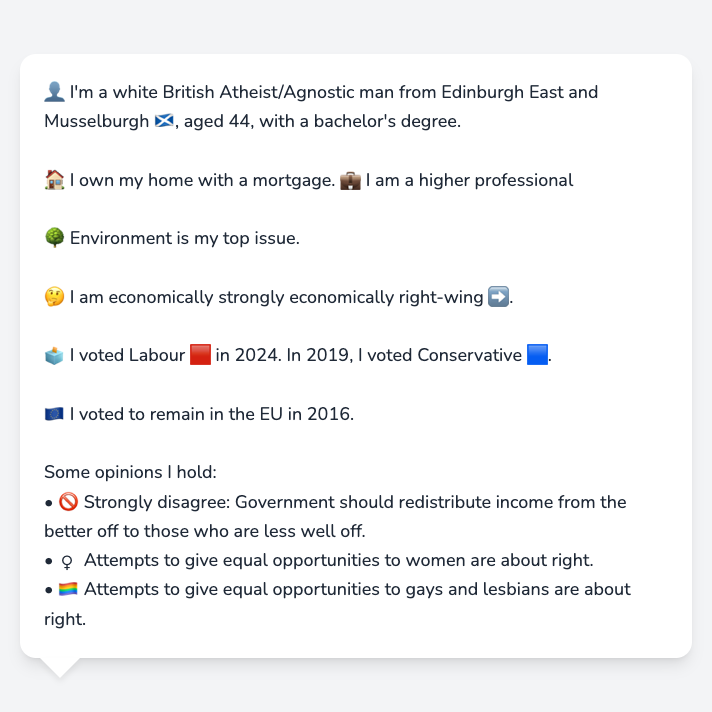 👤 I'm a white British Atheist/Agnostic man from Edinburgh East and
Musselburgh 🏴󠁧󠁢󠁳󠁣󠁴󠁿, aged 44, with a bachelor's degree.
🏠 I own my home with a mortgage. 💼 I am a higher professional
🌳 Environment is my top issue.
🤔 I am economically strongly economically right-wing ➡️.
🗳️ I voted Labour 🟥 in 2024. In 2019, I voted Conservative 🟦.
🇪🇺 I voted to remain in the EU in 2016.
Some opinions I hold:
• 🚫 Strongly disagree: Government should redistribute income from the
better off to those who are less well off.
• ♀ Attempts to give equal opportunities to women are about right.
• 🏳️‍🌈 Attempts to give equal opportunities to gays and lesbians are about
right.